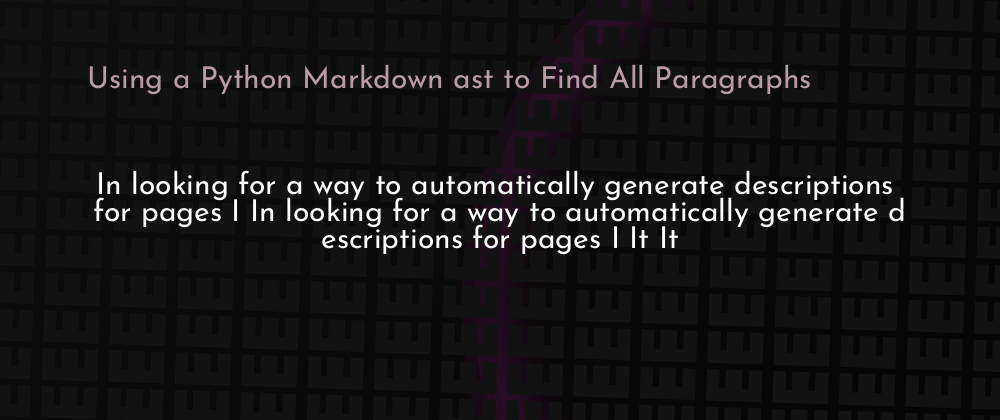 Using a Python Markdown ast to Find All Paragraphs
In looking for a way to automatically generate descriptions
for pages I In looking for a way to automatically generate d
escriptions for pages I It It